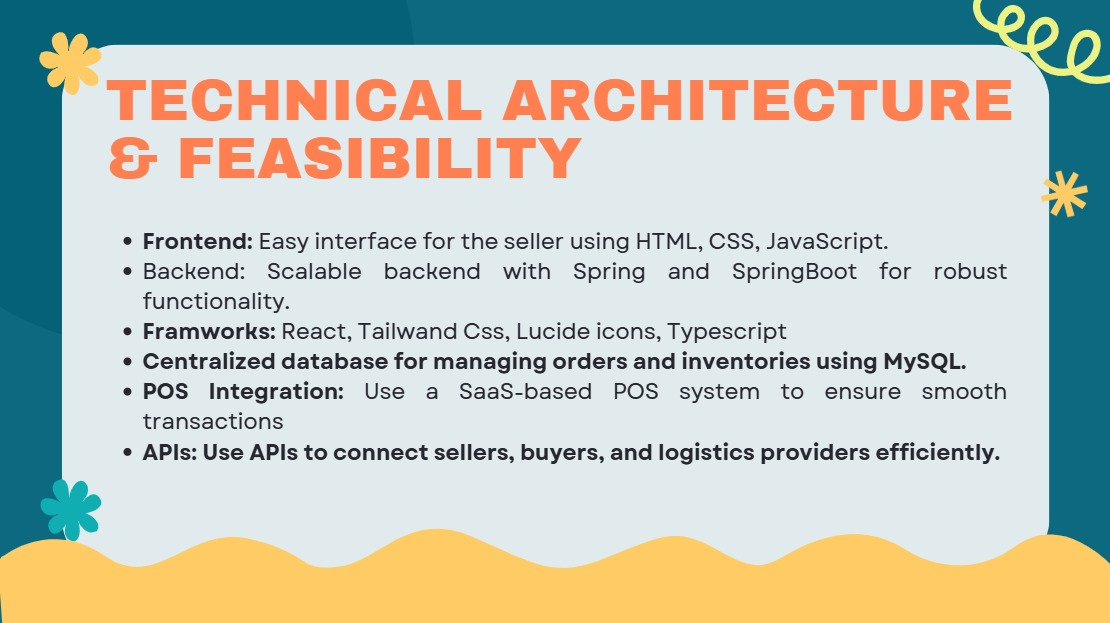 TECHNICAL ARCHITECTURE
& FEASIBILITY
• Frontend: Easy interface for the seller using HTML, CSS, JavaScript.
• Backend: Scalable backend with Spring and SpringBoot for robust
functionality.
• Framworks: React, Tailwand Css, Lucide icons, Typescript
• Centralized database for managing orders and inventories using MySQL.
• POS Integration: Use a SaaS-based POS system to ensure smooth
transactions
• APIs: Use APIs to connect sellers, buyers, and logistics providers efficiently.